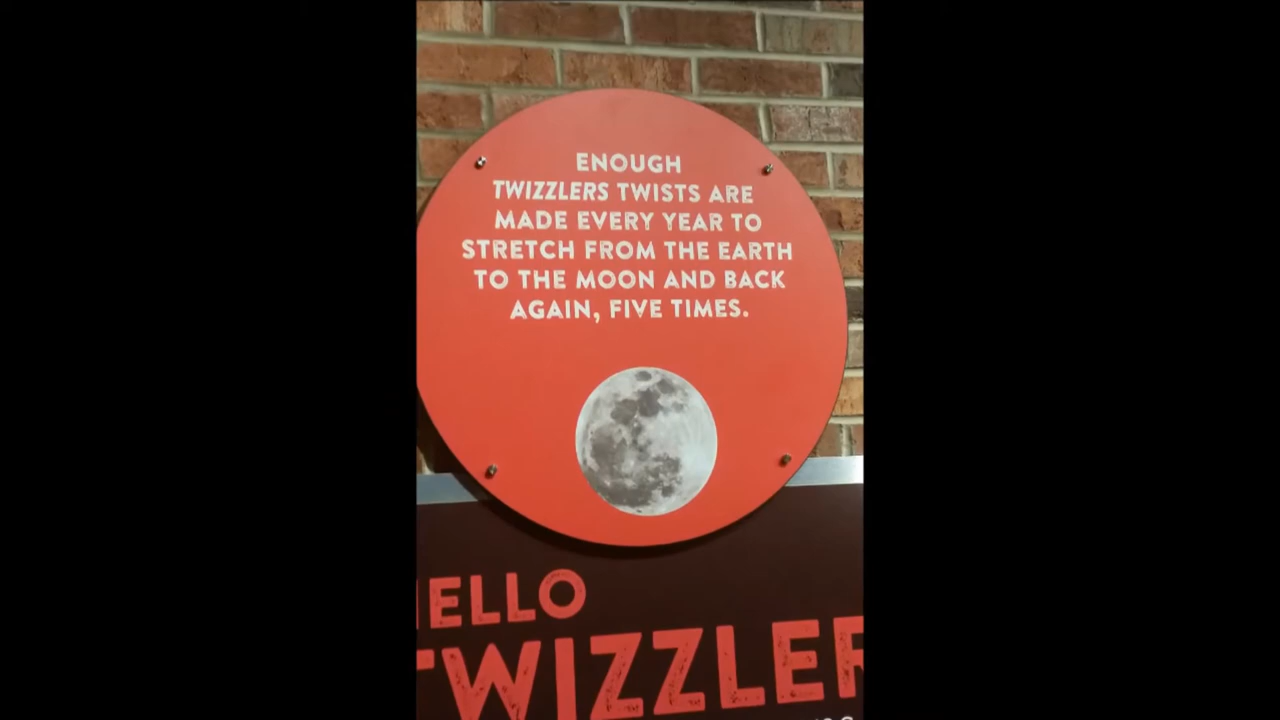 ENOUGH
TWIZZLERS TWISTS ARE
MADE EVERY YEAR TO
STRETCH FROM THE EARTH
TO THE MOON AND BACK
AGAIN, FIVE TIMES.
ELLO
TWIZZLER